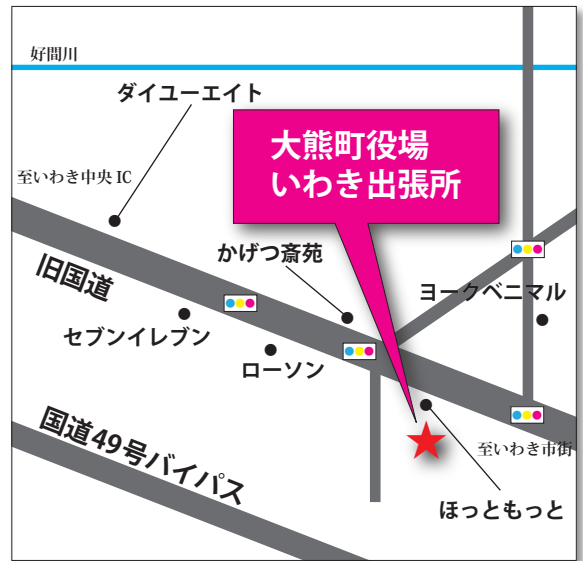 好間川
ダイユーエイト
大熊町役場
いわき出張所
至いわき中央 IC
かげつ斎苑
旧国道
ヨークベニマル
セブンイレブン
ローソン
国道49号バイパス
至いわき市街
ほっともっと